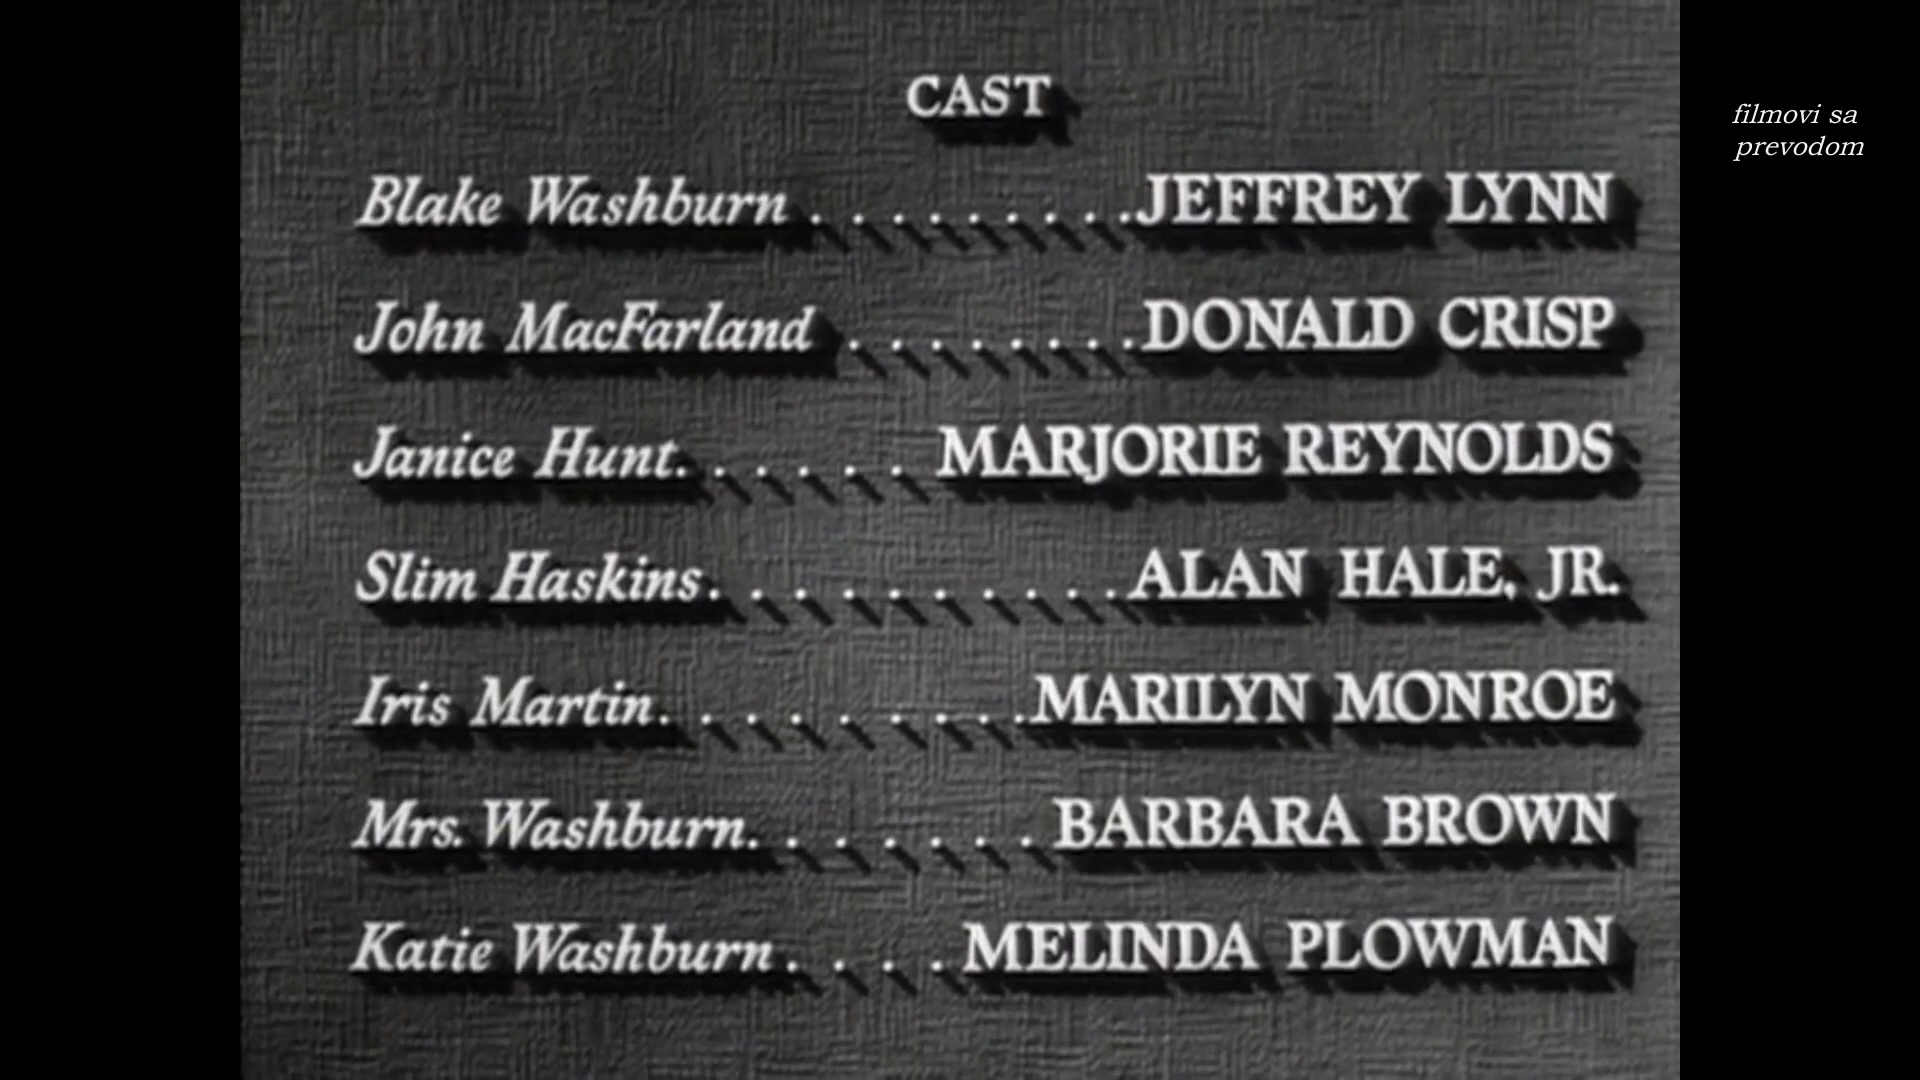 CAST
filmovi sa
prevodom
Blake Washburn . . . . . . . . .JEFFREY LYNN
John MacFarland . . . . . . . .DONALD CRISP
Janice Hunt. . . . . . MARJORIE REYNOLDS
Slim Haskins. . . . . . . . . .ALAN HALE, JR.
Iris Martin. . . . . . . . .MARILYN MONROE
Mrs. Washburn. . . . . . . BARBARA BROWN
Katie Washburn . . . . MELINDA PLOWMAN